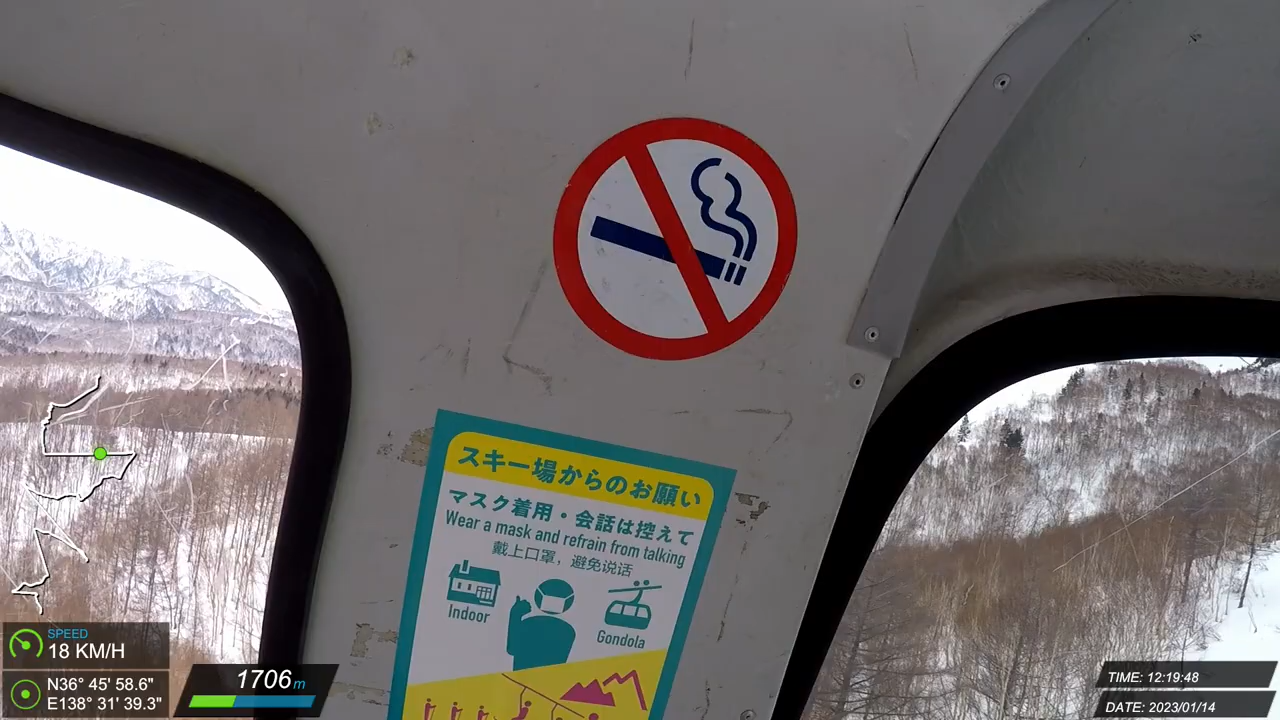 スキー場からのお願い
マスク着用・会話は控えて
Wear a mask and refrain from talking
戴上口罩，避免说话
Indoor
Gondola
SPEED
18 KM/H
N36° 45' 58.6"
E138° 31' 39.3"
1706 m
TIME: 12:19:48
DATE: 2023/01/14